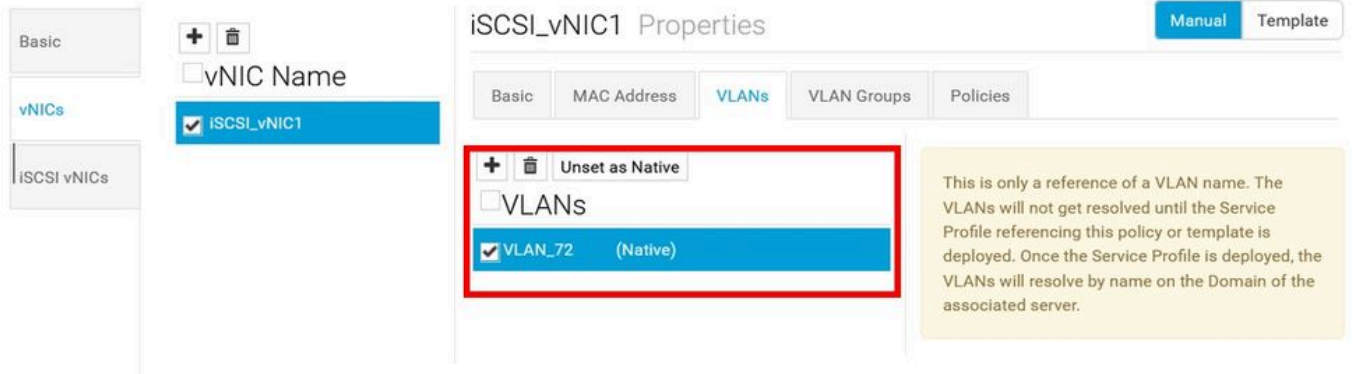 Basic
vNICs
iSCSI vNICs
vNIC Name
iSCSI_vNIC1
iSCSI_vNIC1 Properties
Manual Template
Basic MAC Address VLANs VLAN Groups Policies
Unset as Native
VLANs
VLAN_72 (Native)
This is only a reference of a VLAN name. The
VLANs will not get resolved until the Service
Profile referencing this policy or template is
deployed. Once the Service Profile is deployed, the
VLANs will resolve by name on the Domain of the
associated server.